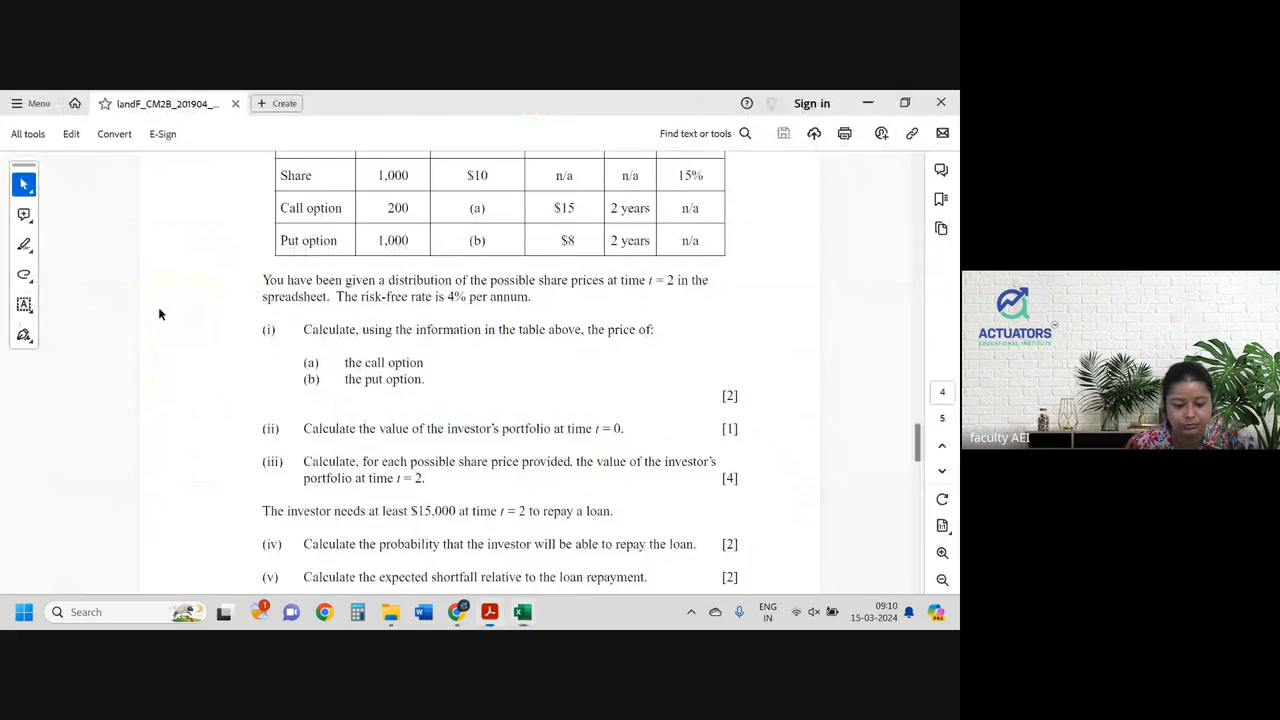 Menu
landF_CM2B_201904_...
Create
Sign in
All tools
Edit
Convert
E-Sign
Find text or tools
Share 1,000 $10 n/a n/a 15%
Call option 200 (a) $15 2 years n/a
Put option 1,000 (b) $8 2 years n/a
You have been given a distribution of the possible share prices at time t = 2 in the
spreadsheet. The risk-free rate is 4% per annum.
(i) Calculate, using the information in the table above, the price of:
(a) the call option
(b) the put option.
[2]
(ii) Calculate the value of the investor's portfolio at time t = 0. [1]
(iii) Calculate, for each possible share price provided, the value of the investor's
portfolio at time t = 2. [4]
The investor needs at least $15,000 at time t = 2 to repay a loan.
(iv) Calculate the probability that the investor will be able to repay the loan. [2]
(v) Calculate the expected shortfall relative to the loan repayment. [2]
4
5
ACTUATORS
EDUCATIONAL INSTITUTE
faculty AEI
Search
1
ENG
IN
09:10
15-03-2024